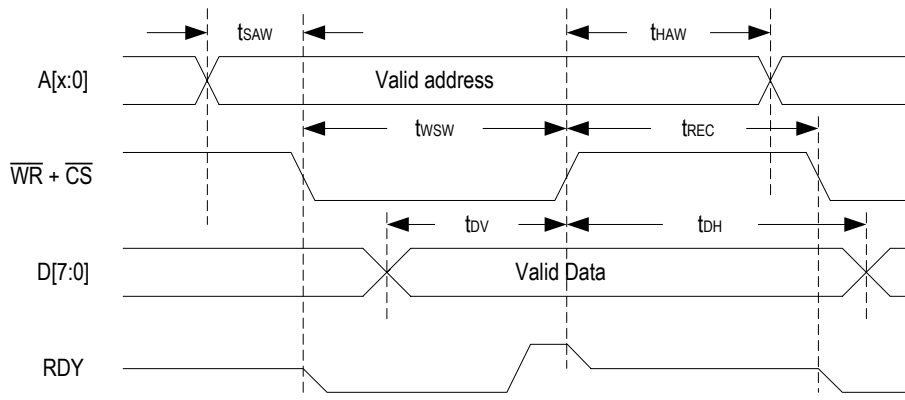 tSAW tHAW
A[x:0] Valid address
tWSW tREC
WR + CS
tDV tDH
D[7:0] Valid Data
RDY